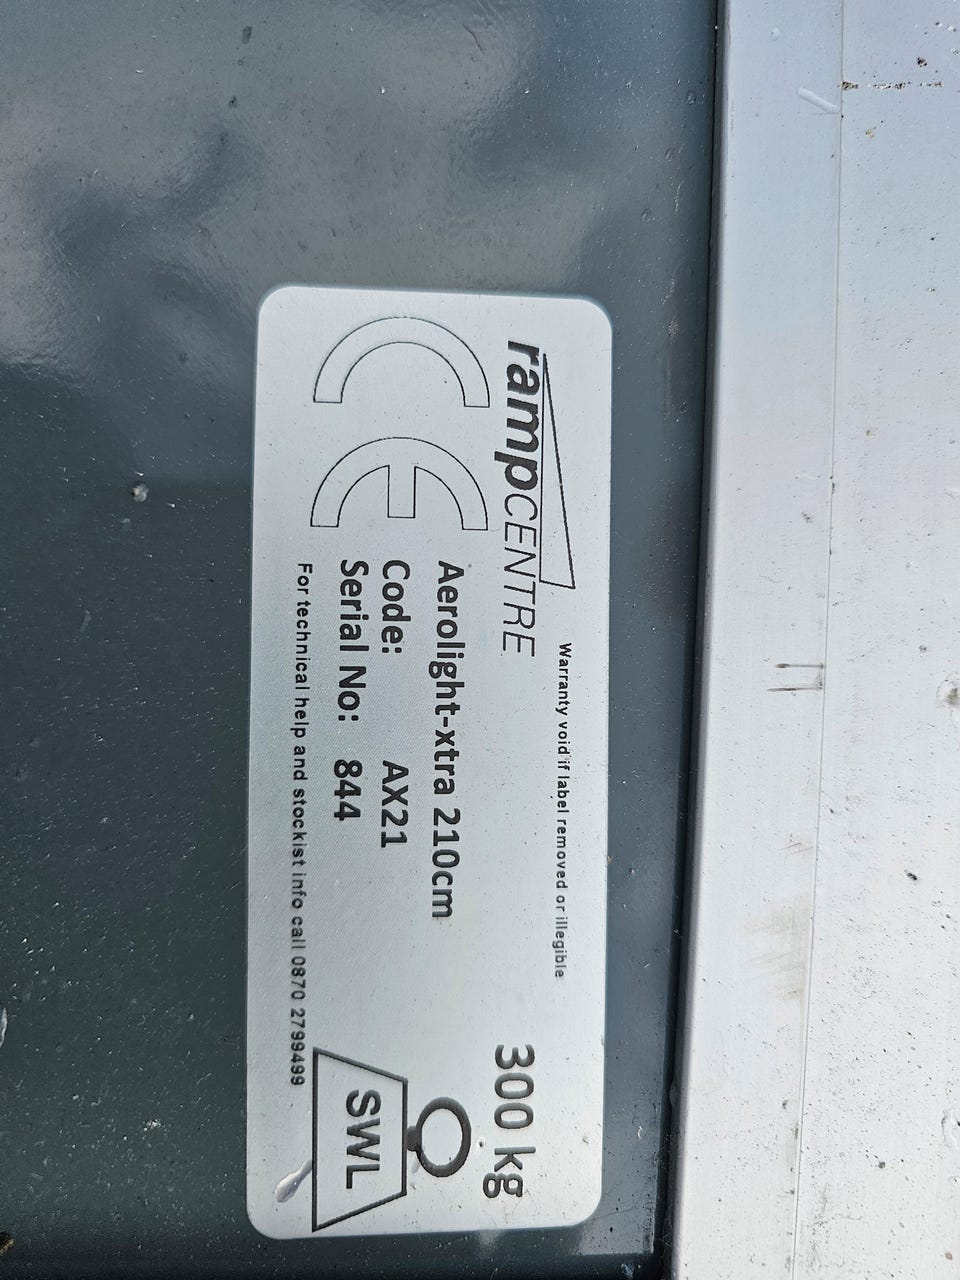 rampCENTRE
Warranty void if label removed or illegible
300 kg
CE
Aerolight-xtra 210cm
Code: AX21
Serial No: 844
SWL
For technical help and stockist info call 0870 2799499